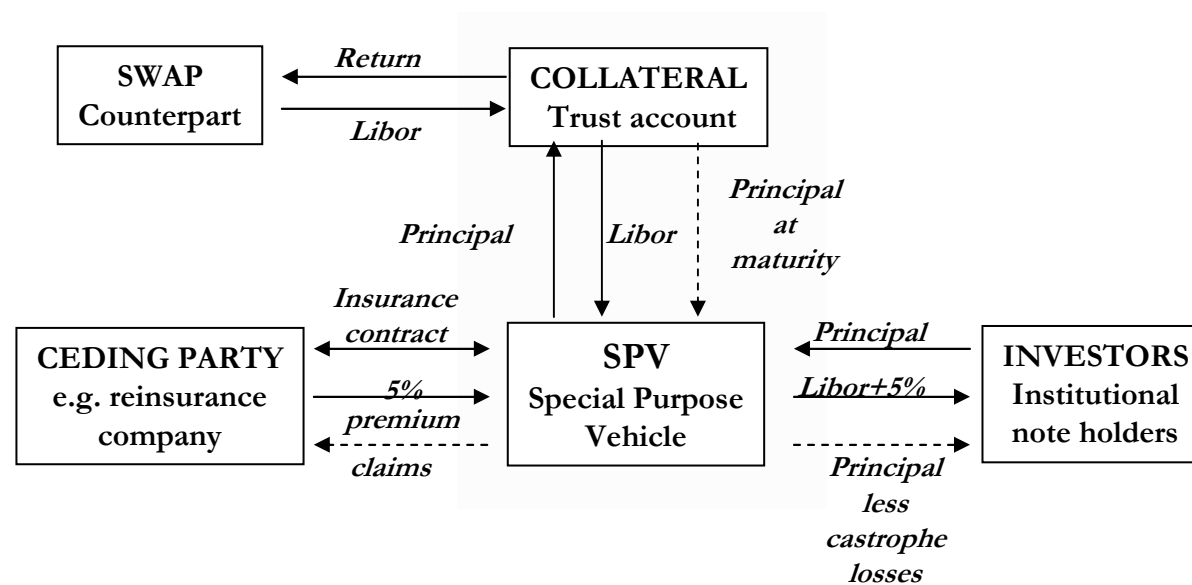 SWAP
Counterpart
Return
Libor
COLLATERAL
Trust account
Principal
Libor
Principal
at
maturity
CEDING PARTY
e.g. reinsurance
company
Insurance
contract
5%
premium
claims
SPV
Special Purpose
Vehicle
Principal
Libor+5%
Principal
less
castrophe
losses
INVESTORS
Institutional
note holders